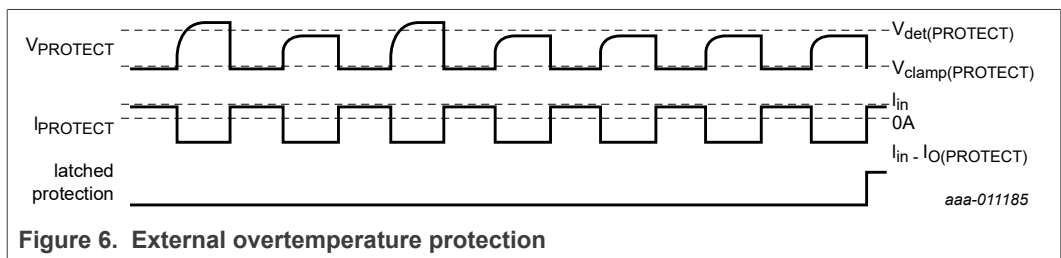 VPROTECT
Vdet(PROTECT)
Vclamp(PROTECT)
IPROTECT
Iin
0A
Iin - IO(PROTECT)
latched
protection
aaa-011185
Figure 6. External overtemperature protection